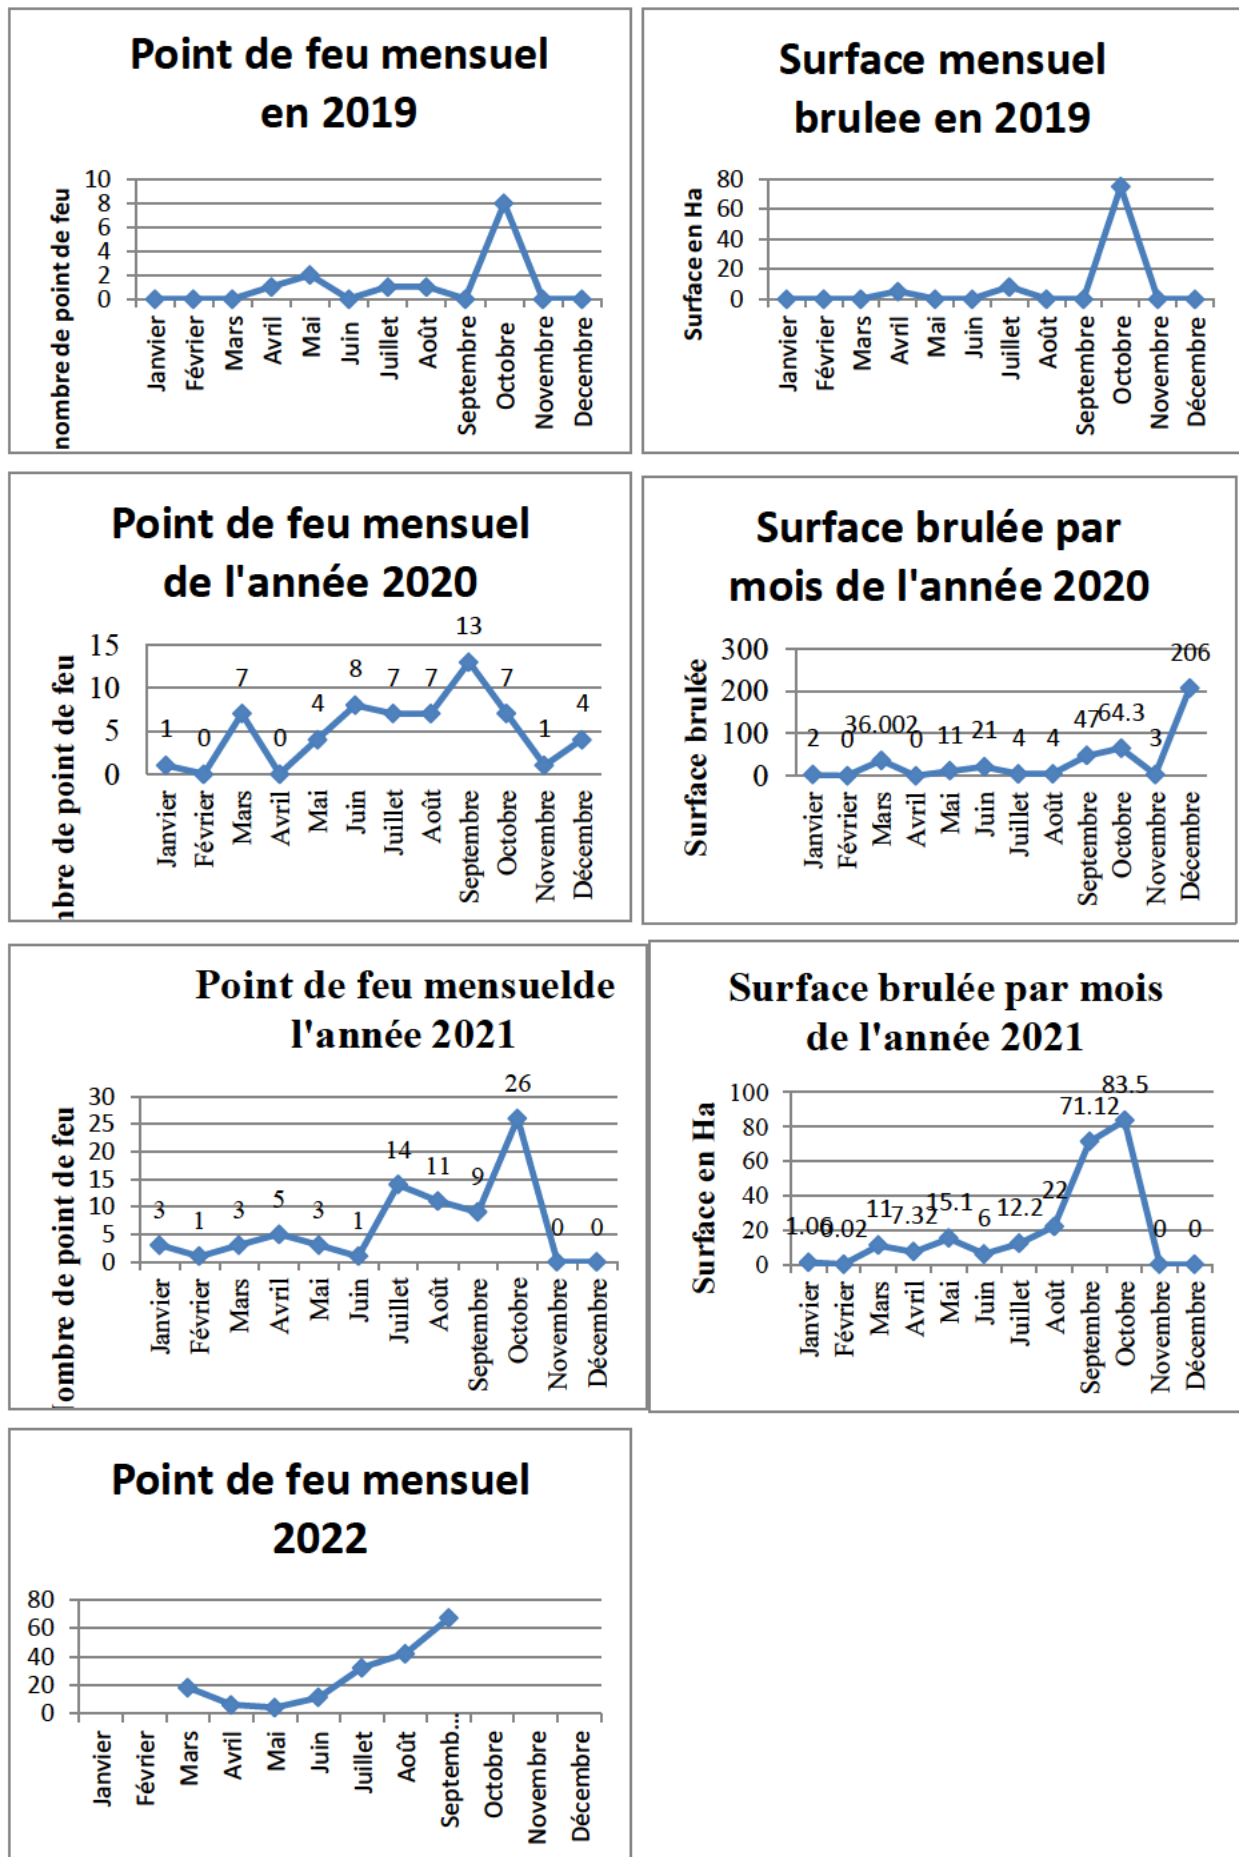 Point de feu mensuel
en 2019
nombre de point de feu
10
8
6
4
2
0
Janvier
Février
Mars
Avril
Mai
Juin
Juillet
Août
Septembre
Octobre
Novembre
Decembre
Surface mensuel
brulee en 2019
Surface en Ha
80
60
40
20
0
Janvier
Février
Mars
Avril
Mai
Juin
Juillet
Août
Septembre
Octobre
Novembre
Décembre
Point de feu mensuel
de l'année 2020
mbre de point de feu
15
10
5
0
1
0
7
0
4
8
7
7
13
7
1
4
Janvier
Février
Mars
Avril
Mai
Juin
Juillet
Août
Septembre
Octobre
Novembre
Décembre
Surface brulée par
mois de l'année 2020
Surface brulée
300
200
100
0
2
0
36.002
0
11
21
4
4
47
64.3
3
206
Janvier
Février
Mars
Avril
Mai
Juin
Juillet
Août
Septembre
Octobre
Novembre
Décembre
Point de feu mensuelde
l'année 2021
ombre de point de feu
30
25
20
15
10
5
0
3
1
3
5
3
1
14
11
9
26
0
0
Janvier
Février
Mars
Avril
Mai
Juin
Juillet
Août
Septembre
Octobre
Novembre
Décembre
Surface brulée par mois
de l'année 2021
Surface en Ha
100
80
60
40
20
0
1.06
0.02
11
7.32
15.1
6
12.2
22
71.12
83.5
0
0
Janvier
Février
Mars
Avril
Mai
Juin
Juillet
Août
Septembre
Octobre
Novembre
Décembre
Point de feu mensuel
2022
80
60
40
20
0
Janvier
Février
Mars
Avril
Mai
Juin
Juillet
Août
Septemb...
Octobre
Novembre
Décembre